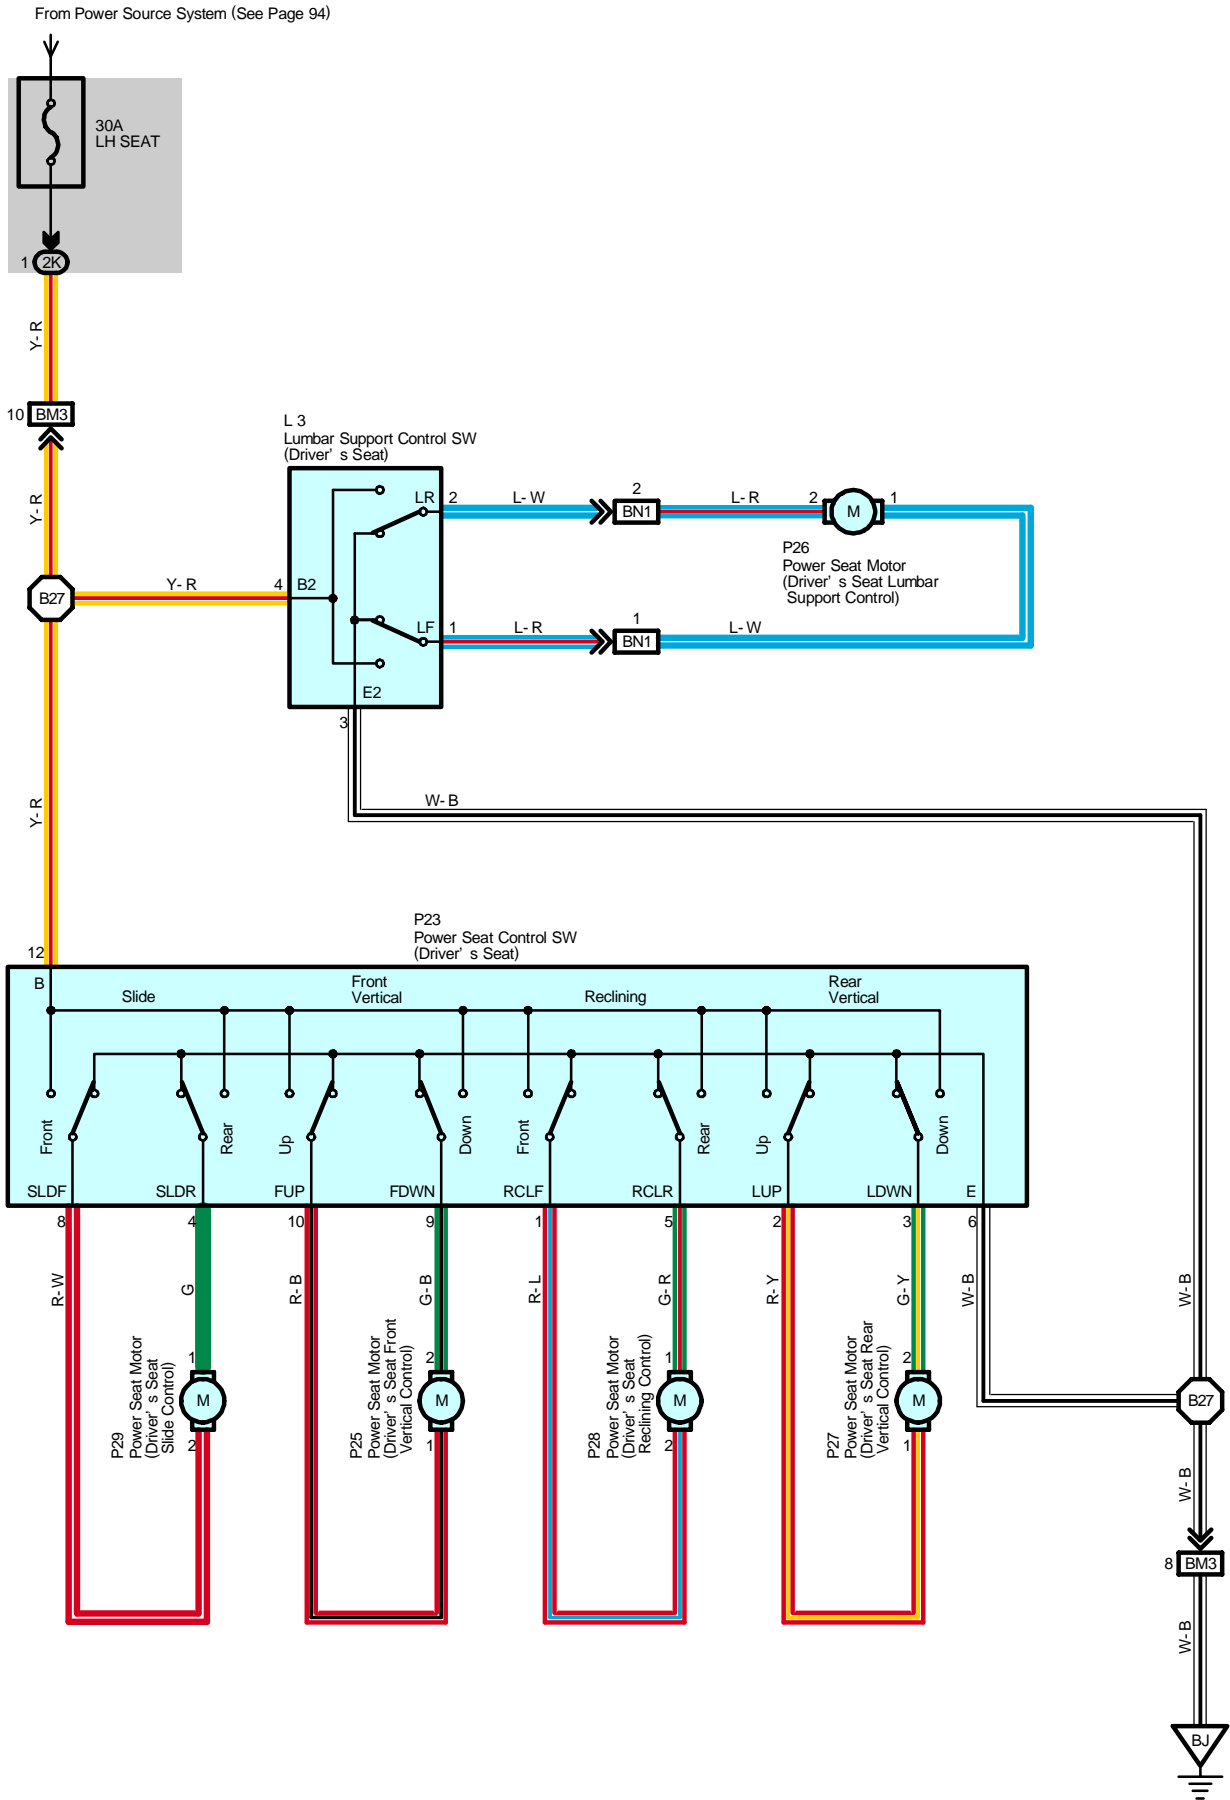 From Power Source System (See Page 94)
30A
LH SEAT
1
2K
Y- R
10
BM3
Y- R
L 3
Lumbar Support Control SW
(Driver' s Seat)
LR
2
L- W
2
BN1
L- R
2
M
1
P26
Power Seat Motor
(Driver' s Seat Lumbar
Support Control)
B27
Y- R
4
B2
LF
1
L- R
1
BN1
L- W
E2
3
W- B
Y- R
P23
Power Seat Control SW
(Driver' s Seat)
12
B
Slide
Front
Vertical
Reclining
Rear
Vertical
Front
Rear
Up
Down
Front
Rear
Up
Down
SLDF
SLDR
FUP
FDWN
RCLF
RCLR
LUP
LDWN
E
8
4
10
9
1
5
2
3
6
R- W
G
R- B
G- B
R- L
G- R
R- Y
G- Y
W- B
W- B
1
M
2
P29
Power Seat Motor
(Driver' s Seat
Slide Control)
2
M
1
P25
Power Seat Motor
(Driver' s Seat Front
Vertical Control)
1
M
2
P28
Power Seat Motor
(Driver' s Seat
Reclining Control)
2
M
1
P27
Power Seat Motor
(Driver' s Seat Rear
Vertical Control)
B27
W- B
8
BM3
W- B
BJ